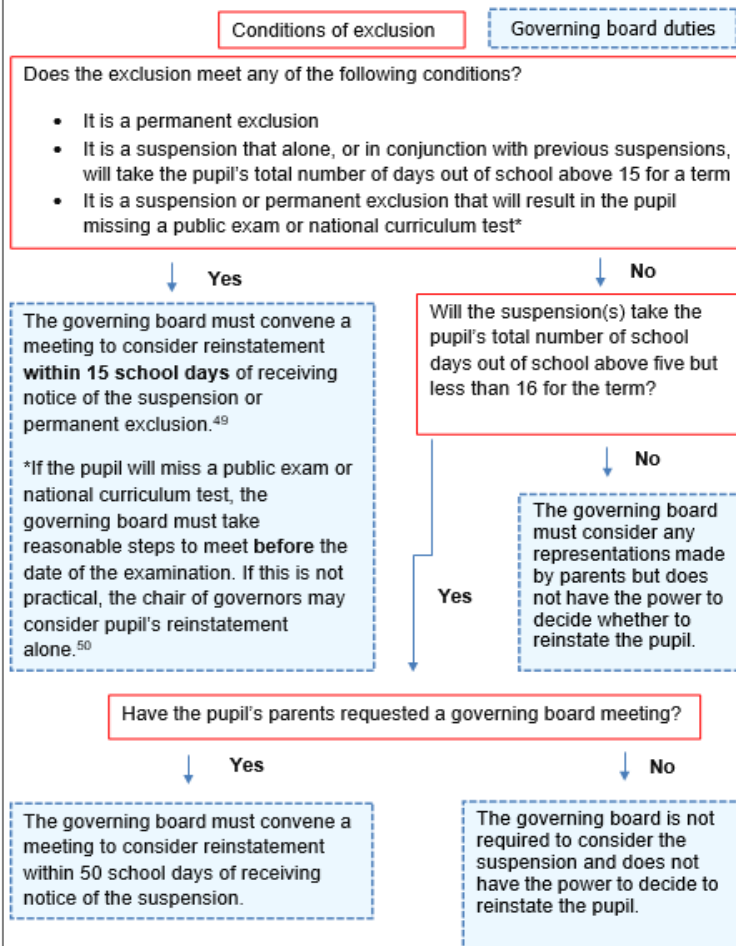 Conditions of exclusion
Governing board duties
Does the exclusion meet any of the following conditions?
• It is a permanent exclusion
• It is a suspension that alone, or in conjunction with previous suspensions,
will take the pupil's total number of days out of school above 15 for a term
• It is a suspension or permanent exclusion that will result in the pupil
missing a public exam or national curriculum test*
Yes
No
The governing board must convene a
meeting to consider reinstatement
within 15 school days of receiving
notice of the suspension or
permanent exclusion.⁴⁹
*If the pupil will miss a public exam or
national curriculum test, the
governing board must take
reasonable steps to meet before the
date of the examination. If this is not
practical, the chair of governors may
consider pupil's reinstatement
alone.⁵⁰
Will the suspension(s) take the
pupil's total number of school
days out of school above five but
less than 16 for the term?
No
The governing board
must consider any
representations made
by parents but does
not have the power to
decide whether to
reinstate the pupil.
Yes
Have the pupil's parents requested a governing board meeting?
Yes
No
The governing board must convene a
meeting to consider reinstatement
within 50 school days of receiving
notice of the suspension.
The governing board is not
required to consider the
suspension and does not
have the power to decide to
reinstate the pupil.